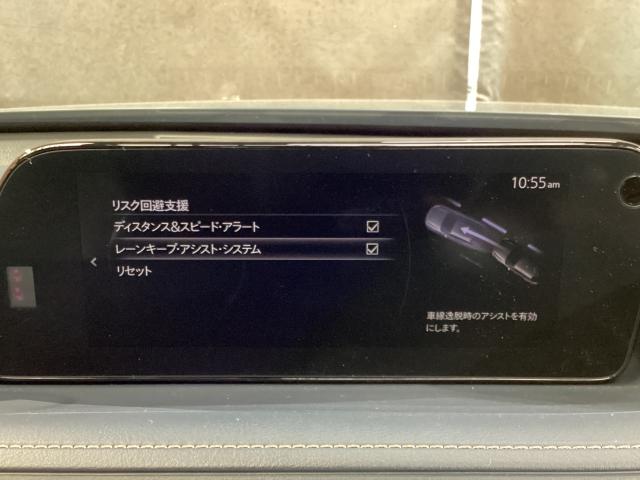 10:55am
リスク回避支援
ディスタンス&スピード・アラート
レーンキープ・アシスト・システム
リセット
車線逸脱時のアシストを有効
にします。